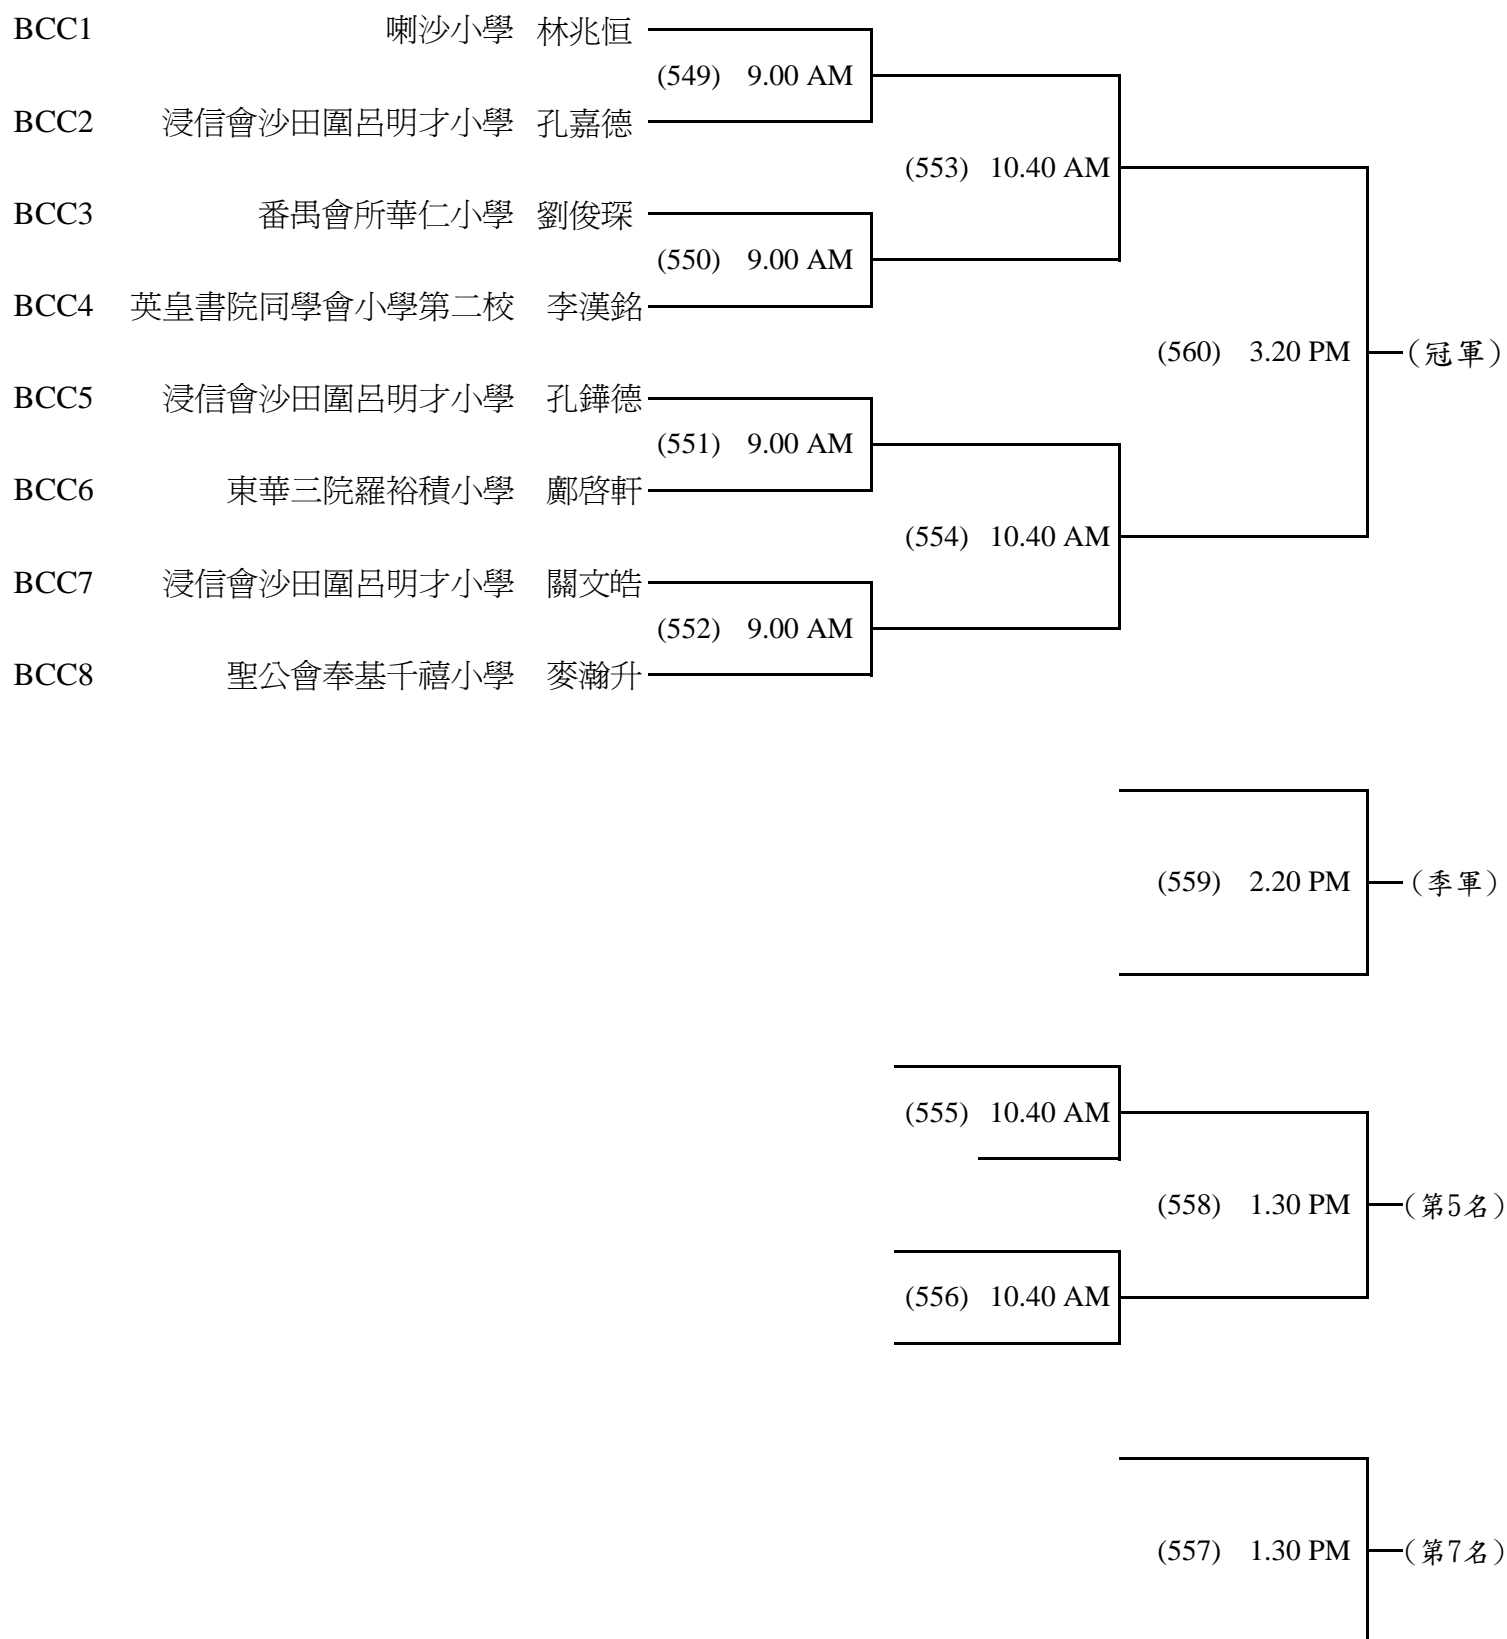 BCC1 喇沙小學 林兆恒
(549) 9.00 AM
BCC2 浸信會沙田圍呂明才小學 孔嘉德
(553) 10.40 AM
BCC3 番禺會所華仁小學 劉俊琛
(550) 9.00 AM
BCC4 英皇書院同學會小學第二校 李漢銘
(560) 3.20 PM (冠軍)
BCC5 浸信會沙田圍呂明才小學 孔鏵德
(551) 9.00 AM
BCC6 東華三院羅裕積小學 鄺啓軒
(554) 10.40 AM
BCC7 浸信會沙田圍呂明才小學 關文皓
(552) 9.00 AM
BCC8 聖公會奉基千禧小學 麥瀚升
(559) 2.20 PM (季軍)
(555) 10.40 AM
(558) 1.30 PM (第5名)
(556) 10.40 AM
(557) 1.30 PM (第7名)